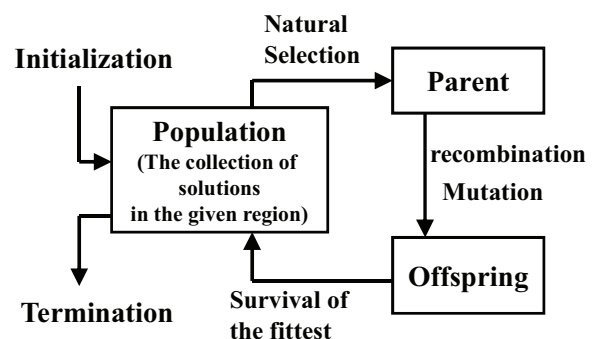 Natural
Selection
Initialization
Parent
Population
(The collection of
solutions
in the given region)
recombination
Mutation
Offspring
Survival of
the fittest
Termination